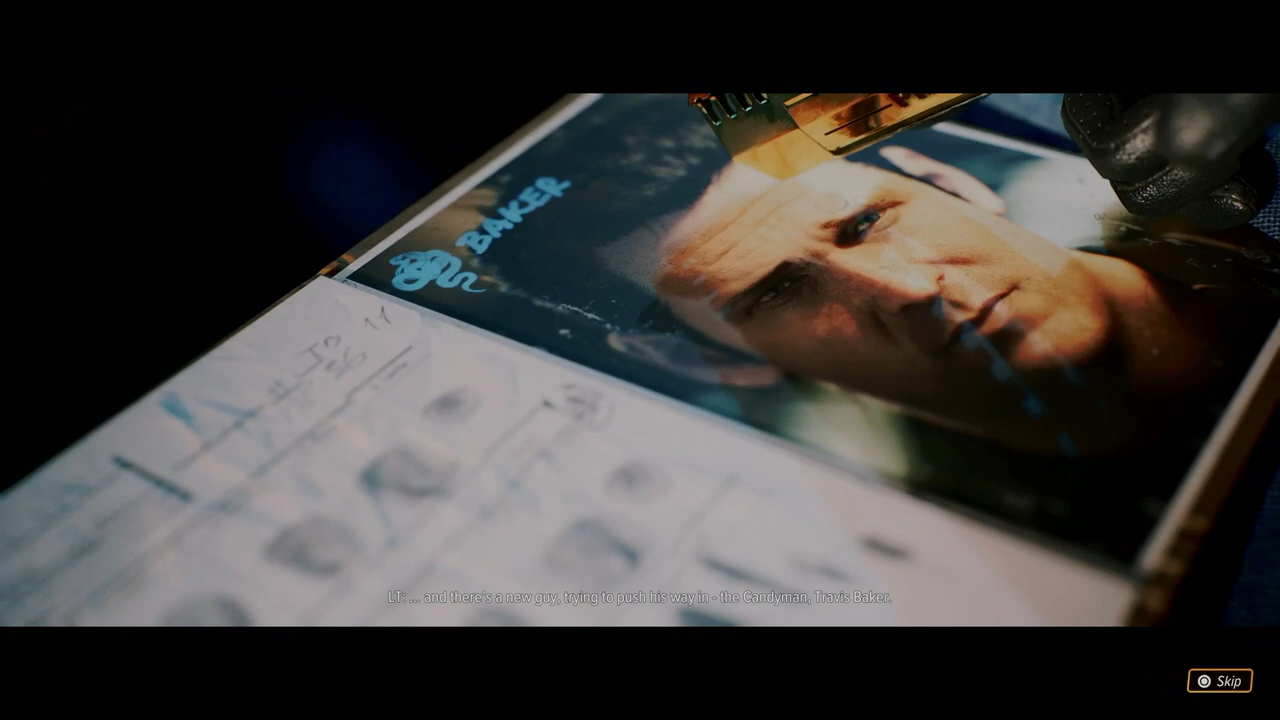 BAKER
LT: ... and there's a new guy, trying to push his way in - the Candyman, Travis Baker.
Skip